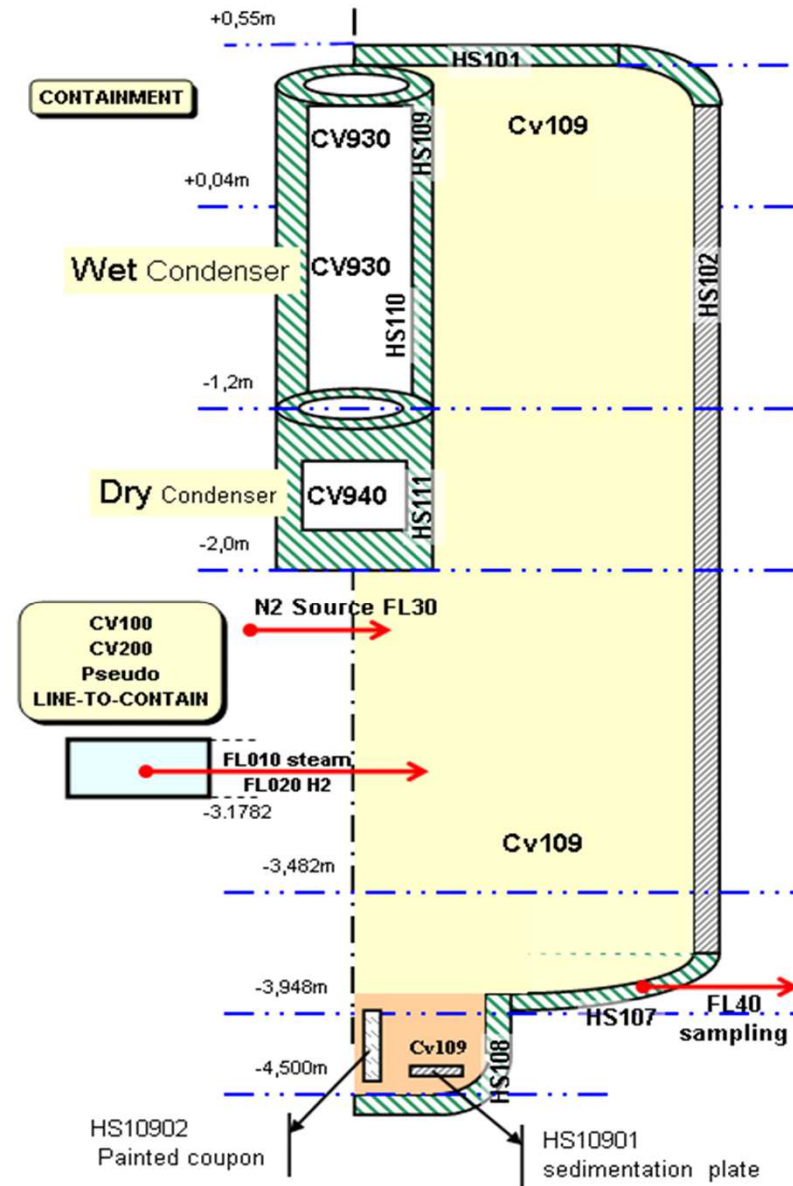 +0,55m
HS101
CONTAINMENT
CV930
HS109
Cv109
+0,04m
Wet Condenser
CV930
HS110
HS102
-1,2m
Dry Condenser
CV940
HS111
-2,0m
N2 Source FL30
CV100
CV200
Pseudo
LINE-TO-CONTAIN
FL010 steam
FL020 H2
-3.1782
Cv109
-3,482m
-3,948m
HS107
FL40
sampling
Cv109
HS108
-4,500m
HS10902
Painted coupon
HS10901
sedimentation plate